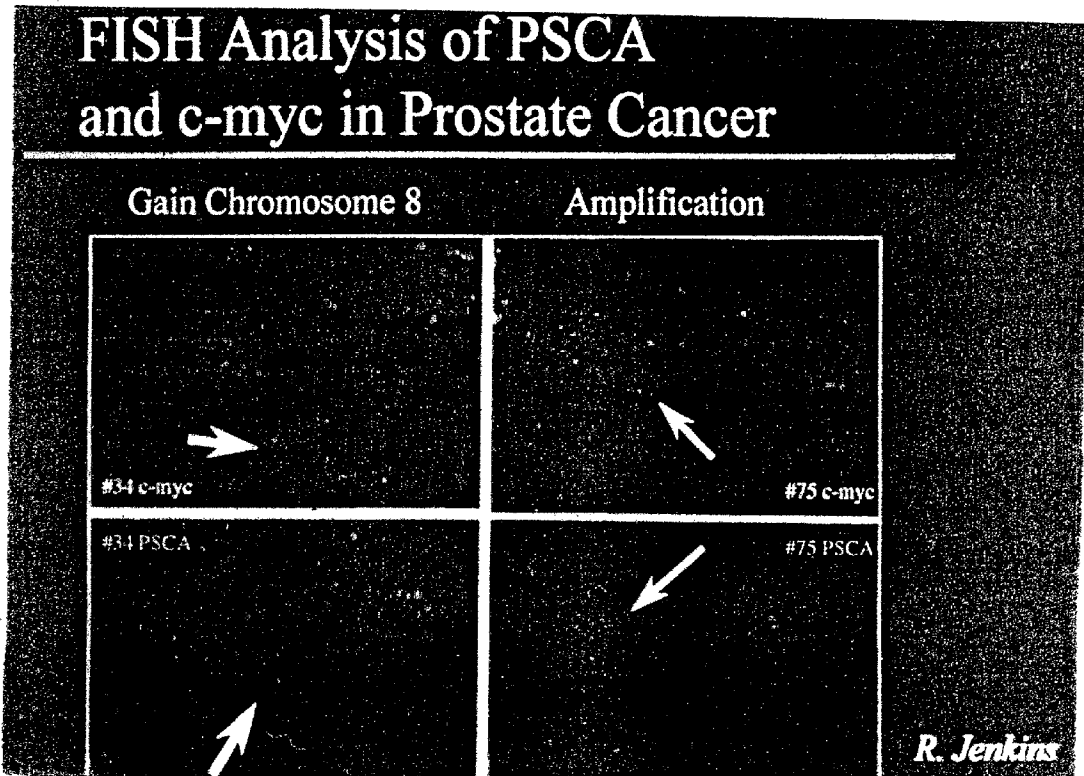 FISH Analysis of PSCA
and c-myc in Prostate Cancer
Gain Chromosome 8
Amplification
#34 c-myc
#75 c-myc
#34 PSCA
#75 PSCA
R. Jenkins